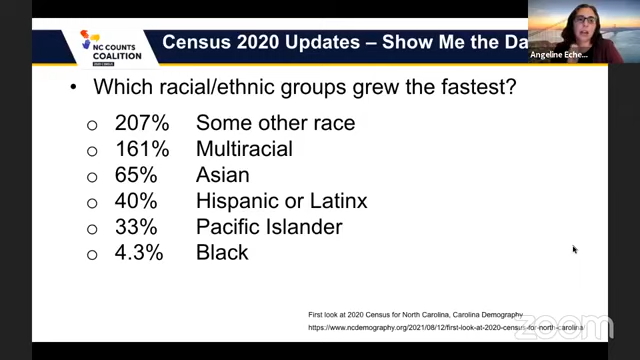 NC COUNTS
COALITION
Census 2020 Updates – Show Me the Da
Angeline Eche...
• Which racial/ethnic groups grew the fastest?
o 207% Some other race
o 161% Multiracial
o 65% Asian
o 40% Hispanic or Latinx
o 33% Pacific Islander
o 4.3% Black
First look at 2020 Census for North Carolina, Carolina Demography
https://www.ncdemography.org/2021/08/12/first-look-at-2020-census-for-north-carolina/
zoom